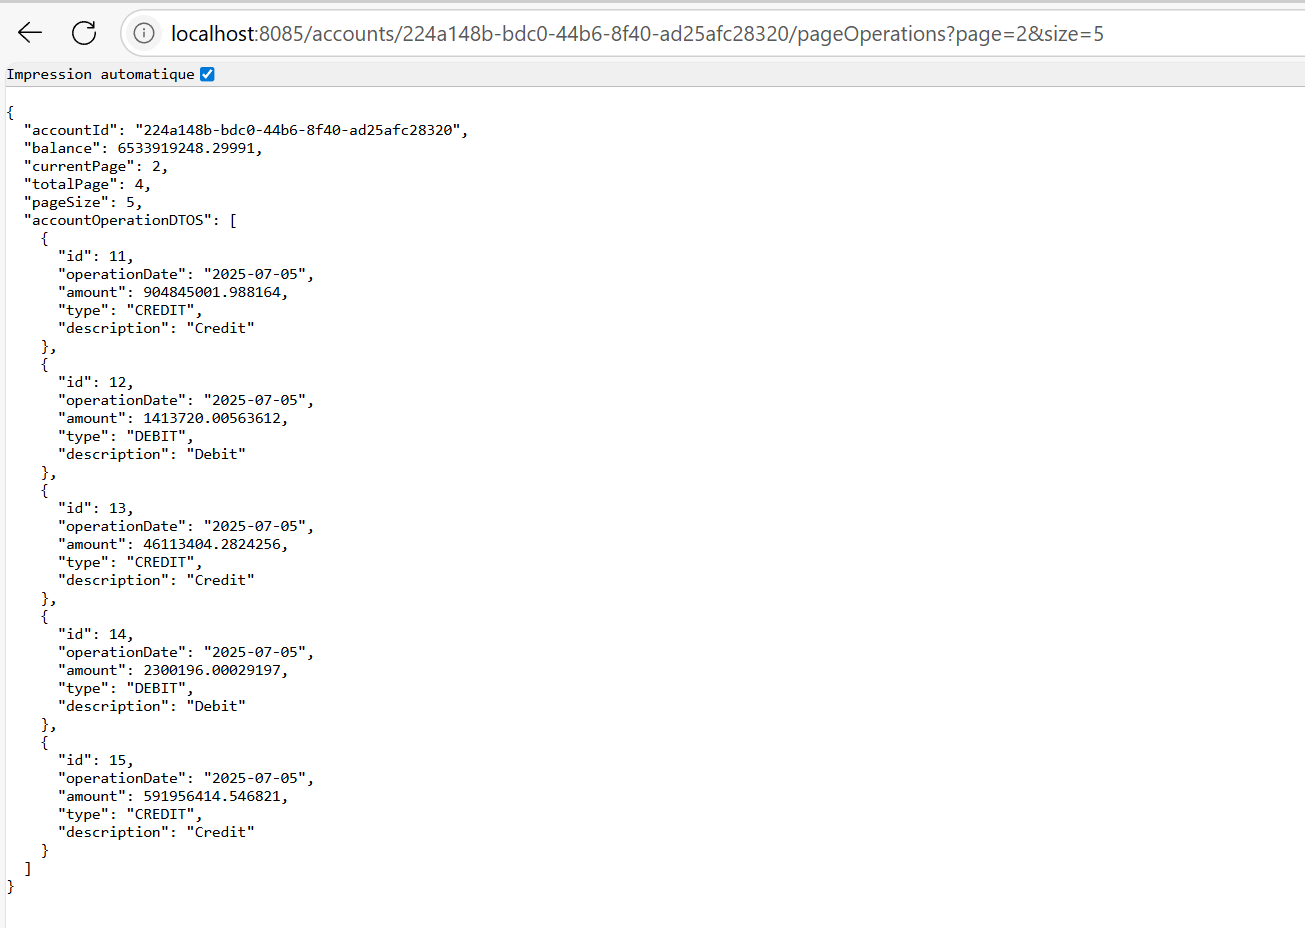 localhost:8085/accounts/224a148b-bdc0-44b6-8f40-ad25afc28320/pageOperations?page=2&size=5
Impression automatique
{
  "accountId": "224a148b-bdc0-44b6-8f40-ad25afc28320",
  "balance": 6533919248.29991,
  "currentPage": 2,
  "totalPage": 4,
  "pageSize": 5,
  "accountOperationDTOS": [
    {
      "id": 11,
      "operationDate": "2025-07-05",
      "amount": 904845001.988164,
      "type": "CREDIT",
      "description": "Credit"
    },
    {
      "id": 12,
      "operationDate": "2025-07-05",
      "amount": 1413720.00563612,
      "type": "DEBIT",
      "description": "Debit"
    },
    {
      "id": 13,
      "operationDate": "2025-07-05",
      "amount": 46113404.2824256,
      "type": "CREDIT",
      "description": "Credit"
    },
    {
      "id": 14,
      "operationDate": "2025-07-05",
      "amount": 2300196.00029197,
      "type": "DEBIT",
      "description": "Debit"
    },
    {
      "id": 15,
      "operationDate": "2025-07-05",
      "amount": 591956414.546821,
      "type": "CREDIT",
      "description": "Credit"
    }
  ]
}